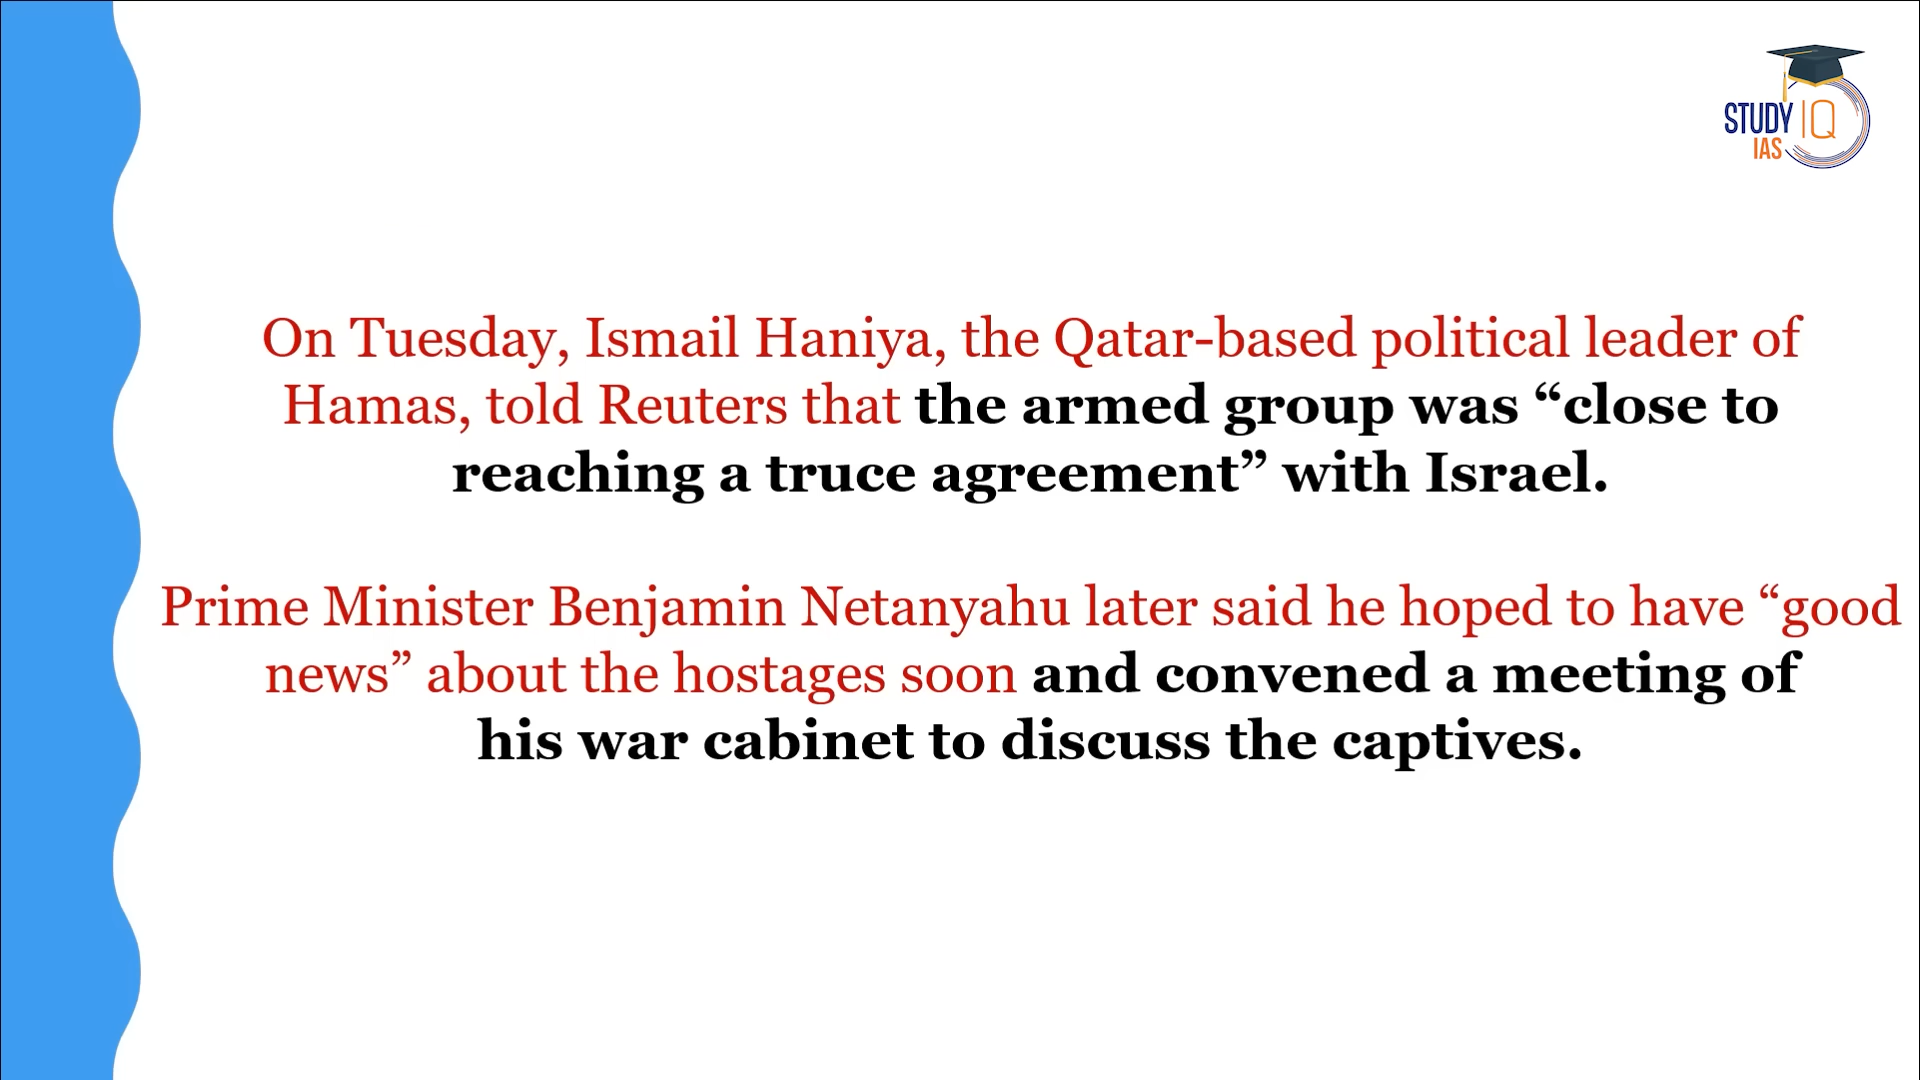 STUDY IQ
IAS
On Tuesday, Ismail Haniya, the Qatar-based political leader of
Hamas, told Reuters that the armed group was “close to
reaching a truce agreement” with Israel.
Prime Minister Benjamin Netanyahu later said he hoped to have “good
news” about the hostages soon and convened a meeting of
his war cabinet to discuss the captives.